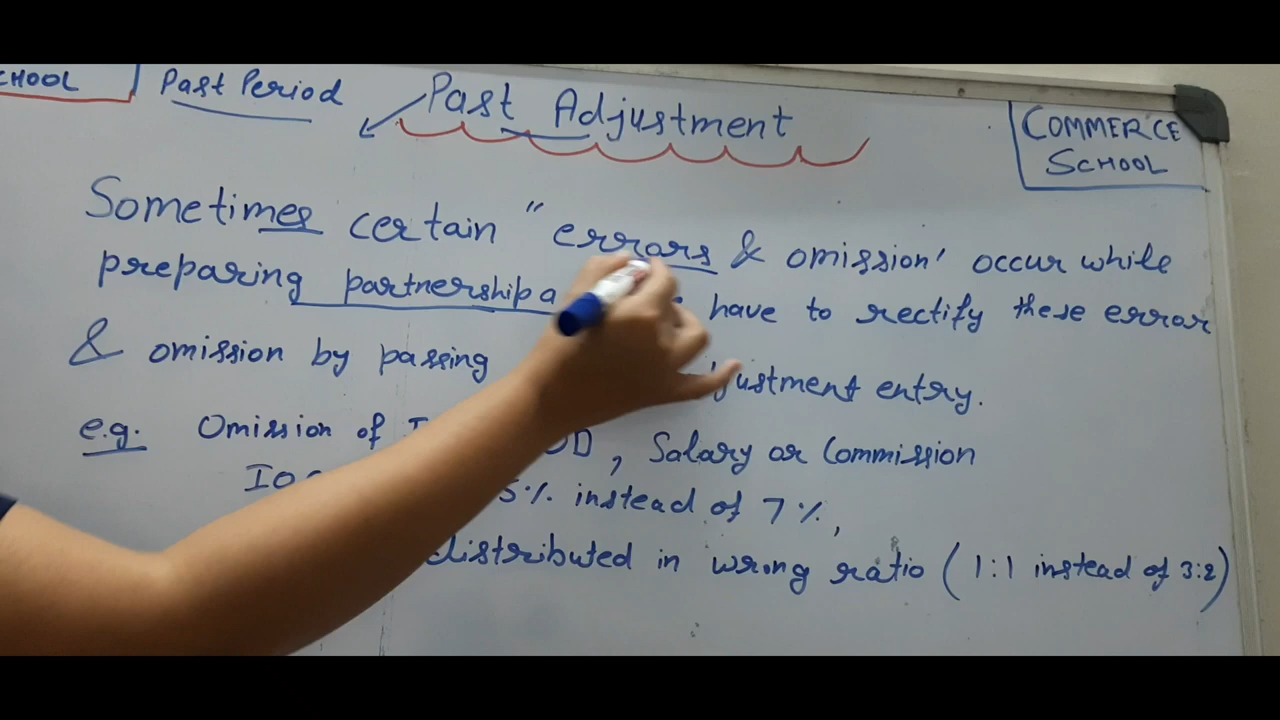 CHOOL
Past Period
Past Adjustment
COMMERCE
SCHOOL
Sometimes certain " errors & omission' occur while
preparing partnership a have to rectify these error
& omission by passing justment entry.
e.g. Omission of OD, Salary or Commission
5% instead of 7%,
distributed in wrong ratio (1:1 instead of 3:2)